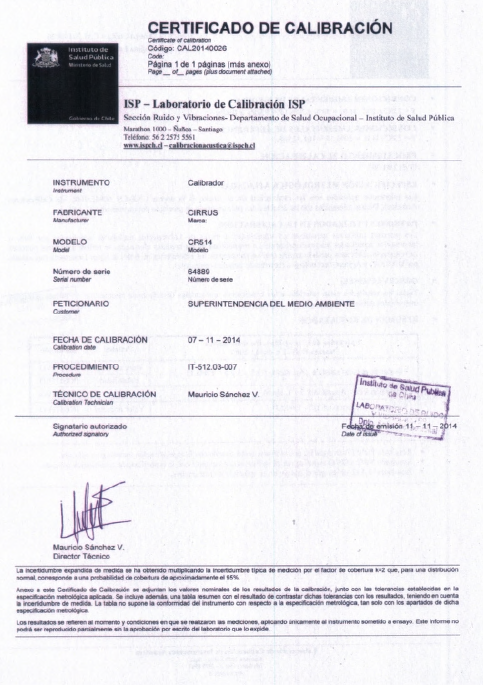 CERTIFICADO DE CALIBRACIÓN
Certificate of calibration
Código: CAL20140026
Code:
Página 1 de 1 páginas (más anexo)
Page__ of__ pages (plus document attached)
Instituto de
Salud Pública
Ministerio de Salud
Gobierno de Chile
ISP – Laboratorio de Calibración ISP
Sección Ruido y Vibraciones- Departamento de Salud Ocupacional – Instituto de Salud Pública
Marathon 1000 – Ñuñoa – Santiago
Teléfono: 56 2 2575 5561
www.ispch.cl – calibracionacustica@ispch.cl
INSTRUMENTO Calibrador
Instrument
FABRICANTE CIRRUS
Manufacturer Marca:
MODELO CR514
Model Modelo
Número de serie 64889
Serial number Número de serie
PETICIONARIO SUPERINTENDENCIA DEL MEDIO AMBIENTE
Customer
FECHA DE CALIBRACIÓN 07 – 11 – 2014
Calibration date
PROCEDIMIENTO IT-512.03-007
Procedure
TÉCNICO DE CALIBRACIÓN Mauricio Sánchez V.
Calibration Technician
Instituto de Salud Pública
de Chile
Signatario autorizado Fecha de emisión 11 – 11 – 2014
Authorized signatory Date of issue
Mauricio Sánchez V.
Director Técnico
La incertidumbre expandida de medida se ha obtenido multiplicando la incertidumbre típica de medición por el factor de cobertura k=2 que, para una distribución
normal, corresponde a una probabilidad de cobertura de aproximadamente el 95%
Anexo a este Certificado de Calibración se adjuntan los valores nominales de los resultados de la calibración, junto con las tolerancias establecidas en la
especificación metrológica aplicada. Se incluye además, una tabla resumen con el resultado de contrastar dichas tolerancias con los resultados, teniendo en cuenta
la incertidumbre de medida. La tabla no supone la conformidad del instrumento con respecto a la especificación metrológica, tan solo con los apartados de dicha
especificación metrológica.
Los resultados se refieren al momento y condiciones en que se realizaron las mediciones, aplicando únicamente al instrumento sometido a ensayo. Este informe no
podrá ser reproducido parcialmente sin la aprobación por escrito del laboratorio que lo expide.